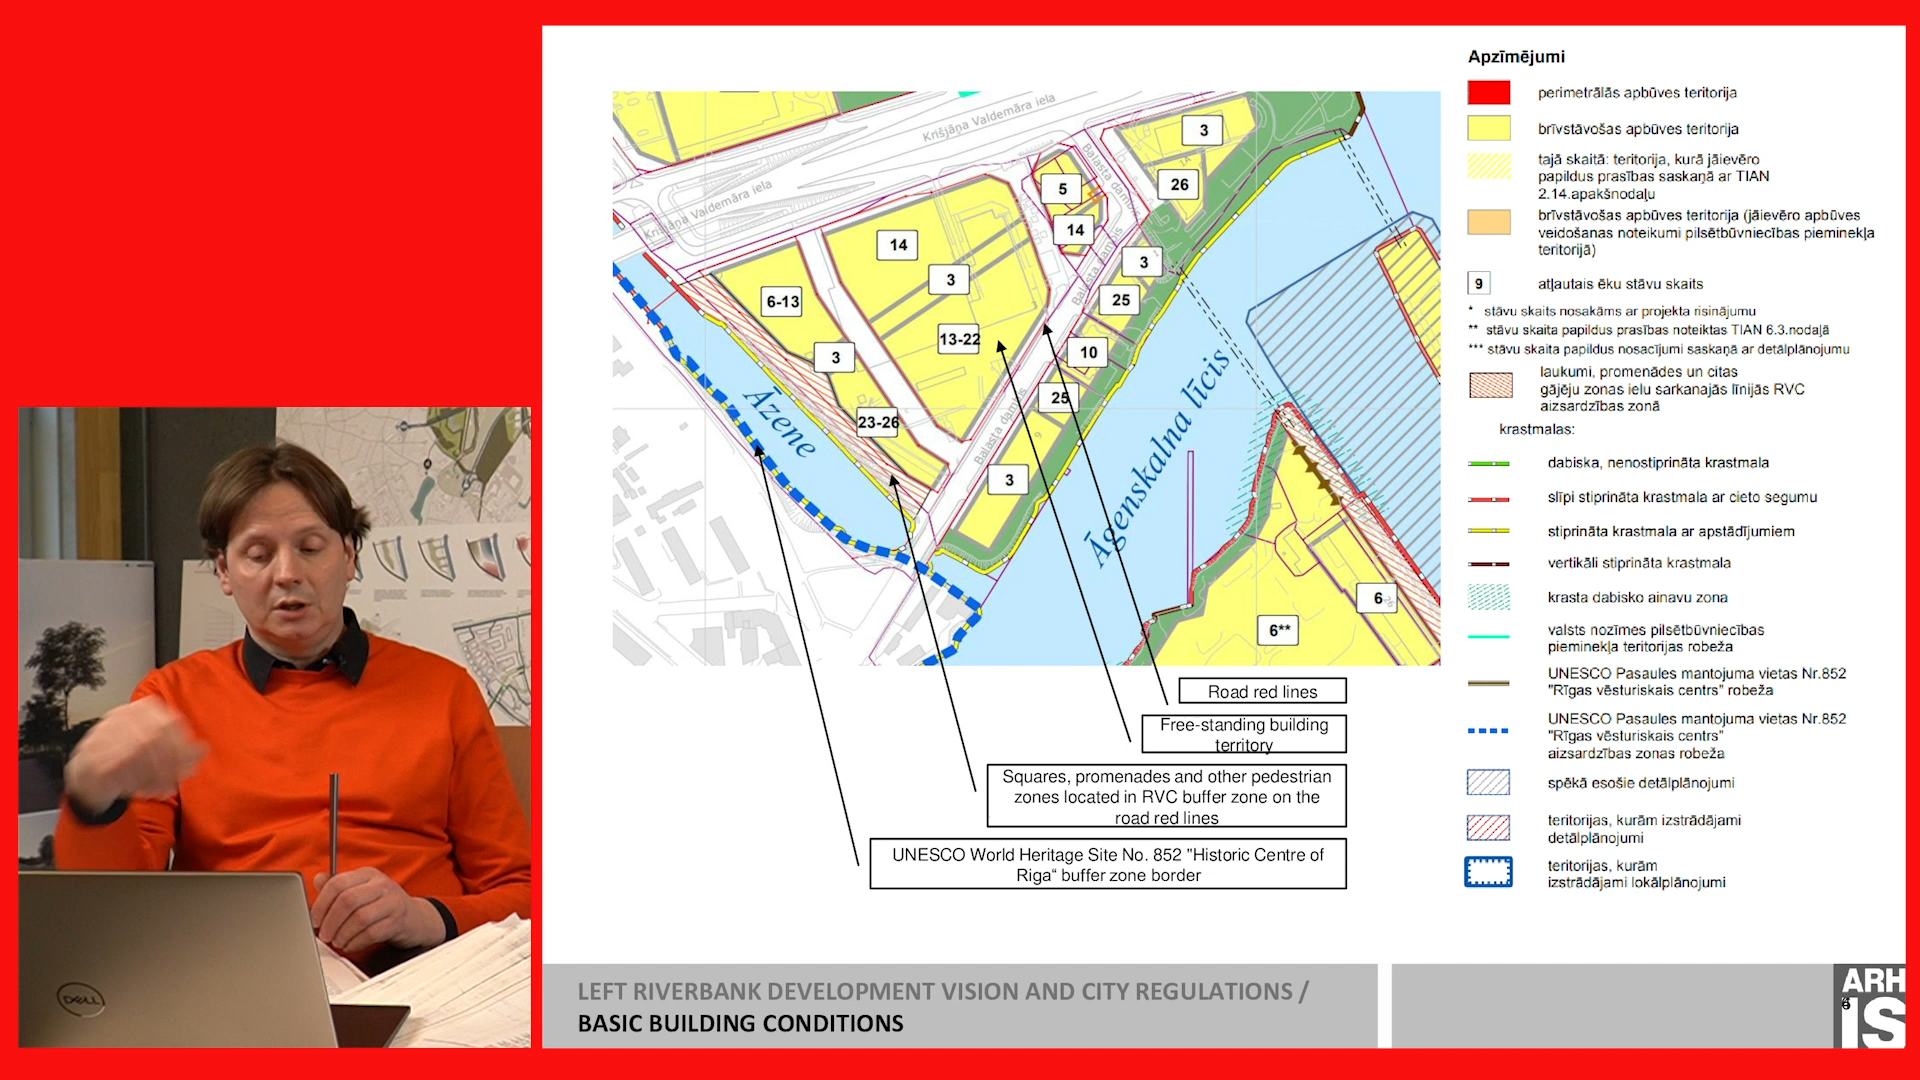 Apzīmējumi
perimetrālās apbūves teritorija
brīvstāvošas apbūves teritorija
tajā skaitā: teritorija, kurā jāievēro
papildus prasības saskaņā ar TIAN
2.14.apakšnodaļu
brīvstāvošas apbūves teritorija (jāievēro apbūves
veidošanas noteikumi pilsētbūvniecības pieminekļa
teritorijā)
9 atļautais ēku stāvu skaits
* stāvu skaits nosakāms ar projekta risinājumu
** stāvu skaita papildus prasības noteiktas TIAN 6.3.nodaļā
*** stāvu skaita papildus nosacījumi saskaņā ar detālplānojumu
laukumi, promenādes un citas
gājēju zonas ielu sarkanajās līnijās RVC
aizsardzības zonā
krastmalas:
dabiska, nenostiprināta krastmala
slīpi stiprināta krastmala ar cieto segumu
stiprināta krastmala ar apstādījumiem
vertikāli stiprināta krastmala
krasta dabisko ainavu zona
valsts nozīmes pilsētbūvniecības
pieminekļa teritorijas robeža
UNESCO Pasaules mantojuma vietas Nr.852
"Rīgas vēsturiskais centrs" robeža
UNESCO Pasaules mantojuma vietas Nr.852
"Rīgas vēsturiskais centrs"
aizsardzības zonas robeža
spēkā esošie detālplānojumi
teritorijas, kurām izstrādājami
detālplānojumi
teritorijas, kurām
izstrādājami lokālplānojumi
Krišjāņa Valdemāra iela
Krišjāņa Valdemāra iela
Balasta dambis
Balasta dambis
Balasta dambis
3
26
5
14
14
3
3
25
6-13
3
13-22
10
25
23-26
3
6
6**
1A
9
Āzene
Āgenskalna līcis
Road red lines
Free-standing building
territory
Squares, promenades and other pedestrian
zones located in RVC buffer zone on the
road red lines
UNESCO World Heritage Site No. 852 "Historic Centre of
Riga“ buffer zone border
LEFT RIVERBANK DEVELOPMENT VISION AND CITY REGULATIONS /
BASIC BUILDING CONDITIONS
ARH
IS
DELL